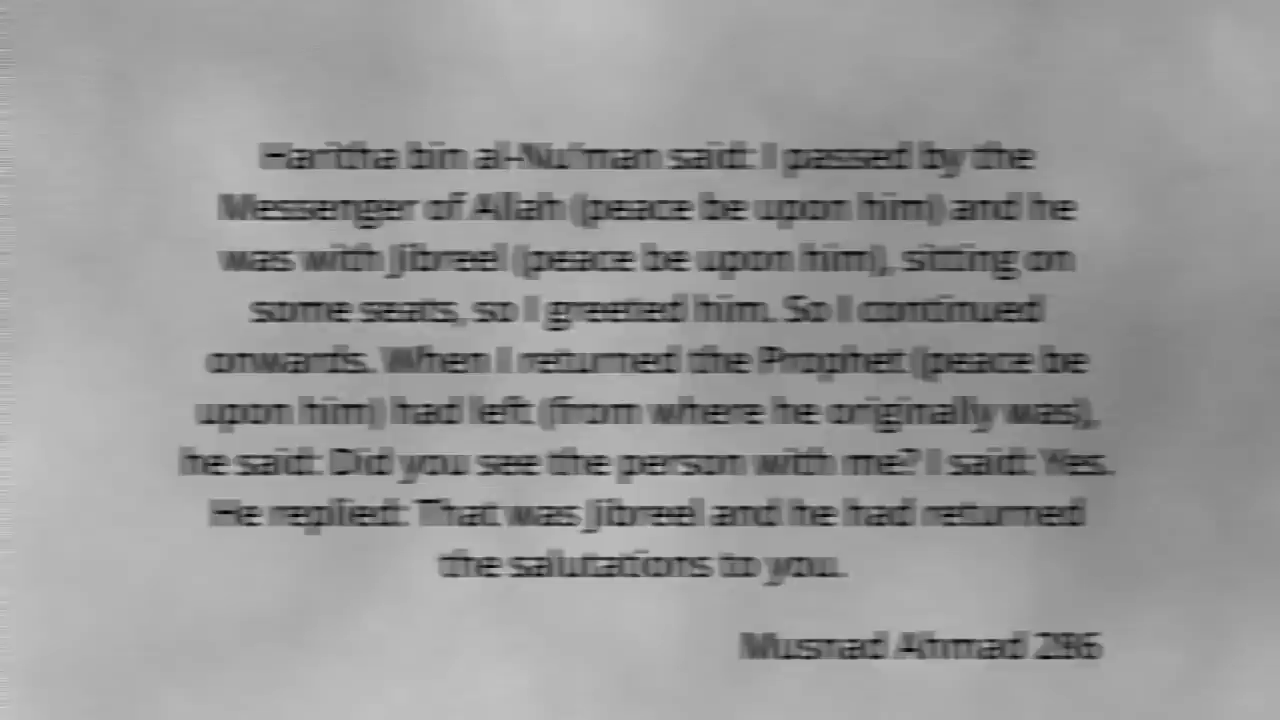 Haritha bin al-Nu'man said: I passed by the
Messenger of Allah (peace be upon him) and he
was with Jibreel (peace be upon him), sitting on
some seats, so I greeted him. So I continued
onwards. When I returned the Prophet (peace be
upon him) had left (from where he originally was),
he said: Did you see the person with me? I said: Yes.
He replied: That was Jibreel and he had returned
the salutations to you.
Musnad Ahmad